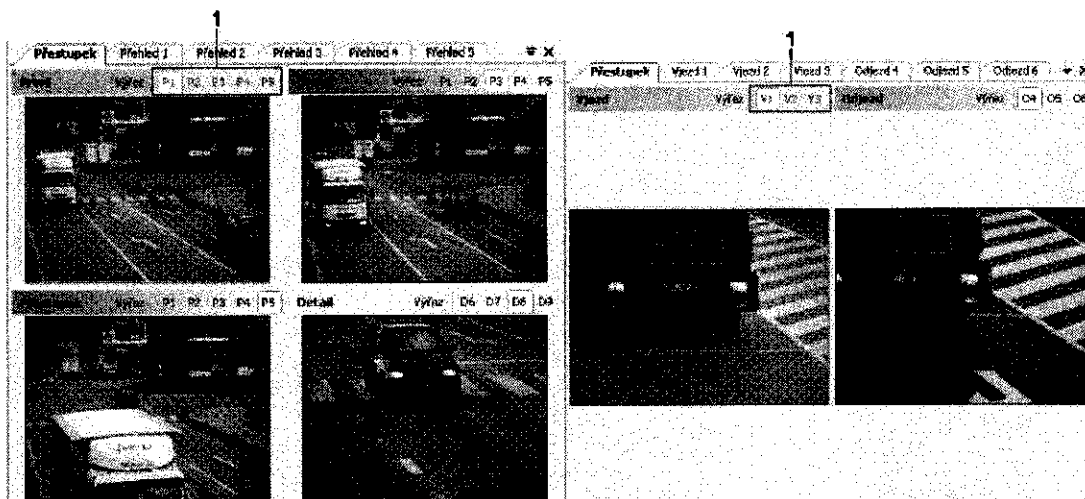 1
Přestupek Přehled 1 Přehled 2 Přehled 3 Přehled 4 Přehled 5
Výřez P1 P2 P3 P4 P5
Výřez P1 P2 P3 P4 P5
Výřez P1 P2 P3 P4 P5
Detail Výřez D6 D7 D8 D9
1
Přestupek Vjezd 1 Vjezd 2 Vjezd 3 Odjezd 4 Odjezd 5 Odjezd 6
Vjezd Výřez V1 V2 V3 Odjezd Výřez O4 O5 O6